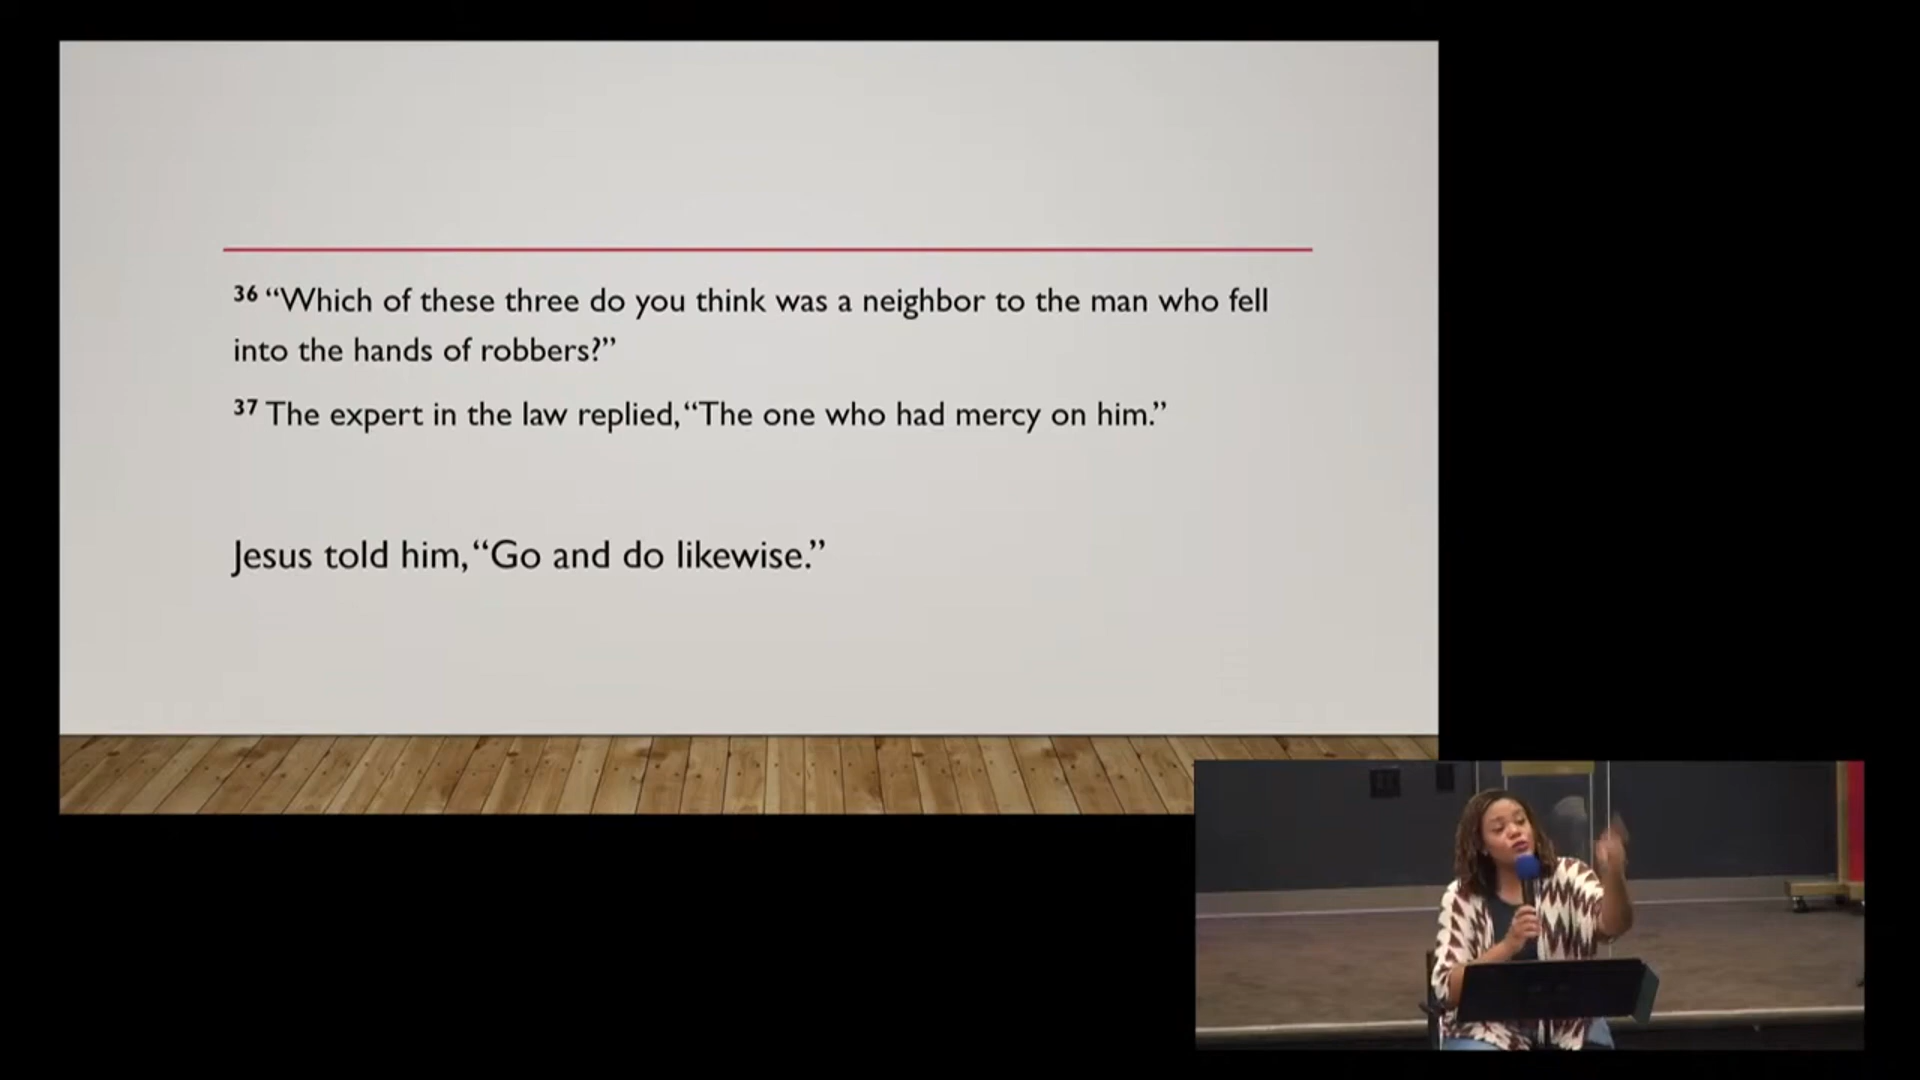 36 “Which of these three do you think was a neighbor to the man who fell
into the hands of robbers?”
37 The expert in the law replied, “The one who had mercy on him.”
Jesus told him, “Go and do likewise.”